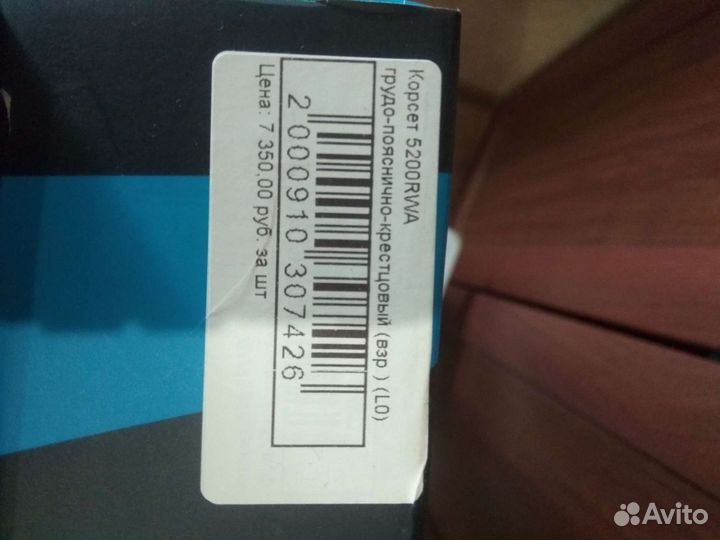 Корсет 5200RWA
грудо-пояснично-крестцовый (взр ) (L0)
2 000910 307426
Цена: 7 350,00 руб. за шт
Avito